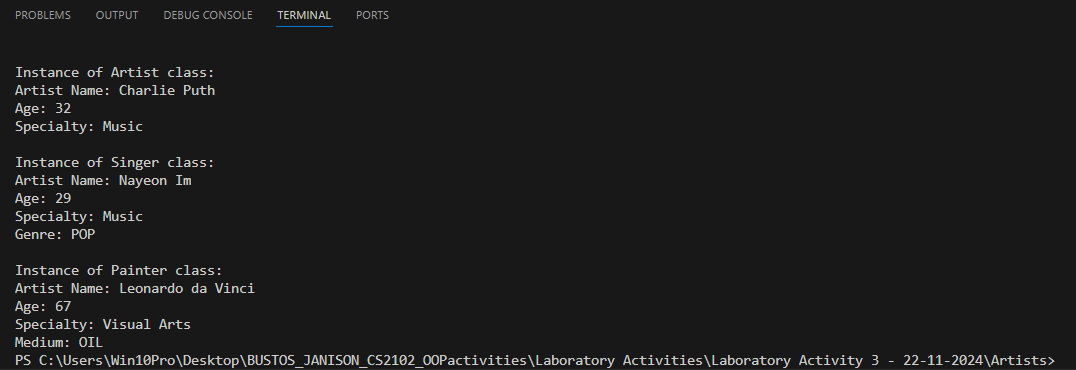 PROBLEMS OUTPUT DEBUG CONSOLE TERMINAL PORTS
Instance of Artist class:
Artist Name: Charlie Puth
Age: 32
Specialty: Music
Instance of Singer class:
Artist Name: Nayeon Im
Age: 29
Specialty: Music
Genre: POP
Instance of Painter class:
Artist Name: Leonardo da Vinci
Age: 67
Specialty: Visual Arts
Medium: OIL
PS C:\Users\Win10Pro\Desktop\BUSTOS_JANISON_CS2102_OOPactivities\Laboratory Activities\Laboratory Activity 3 - 22-11-2024\Artists>